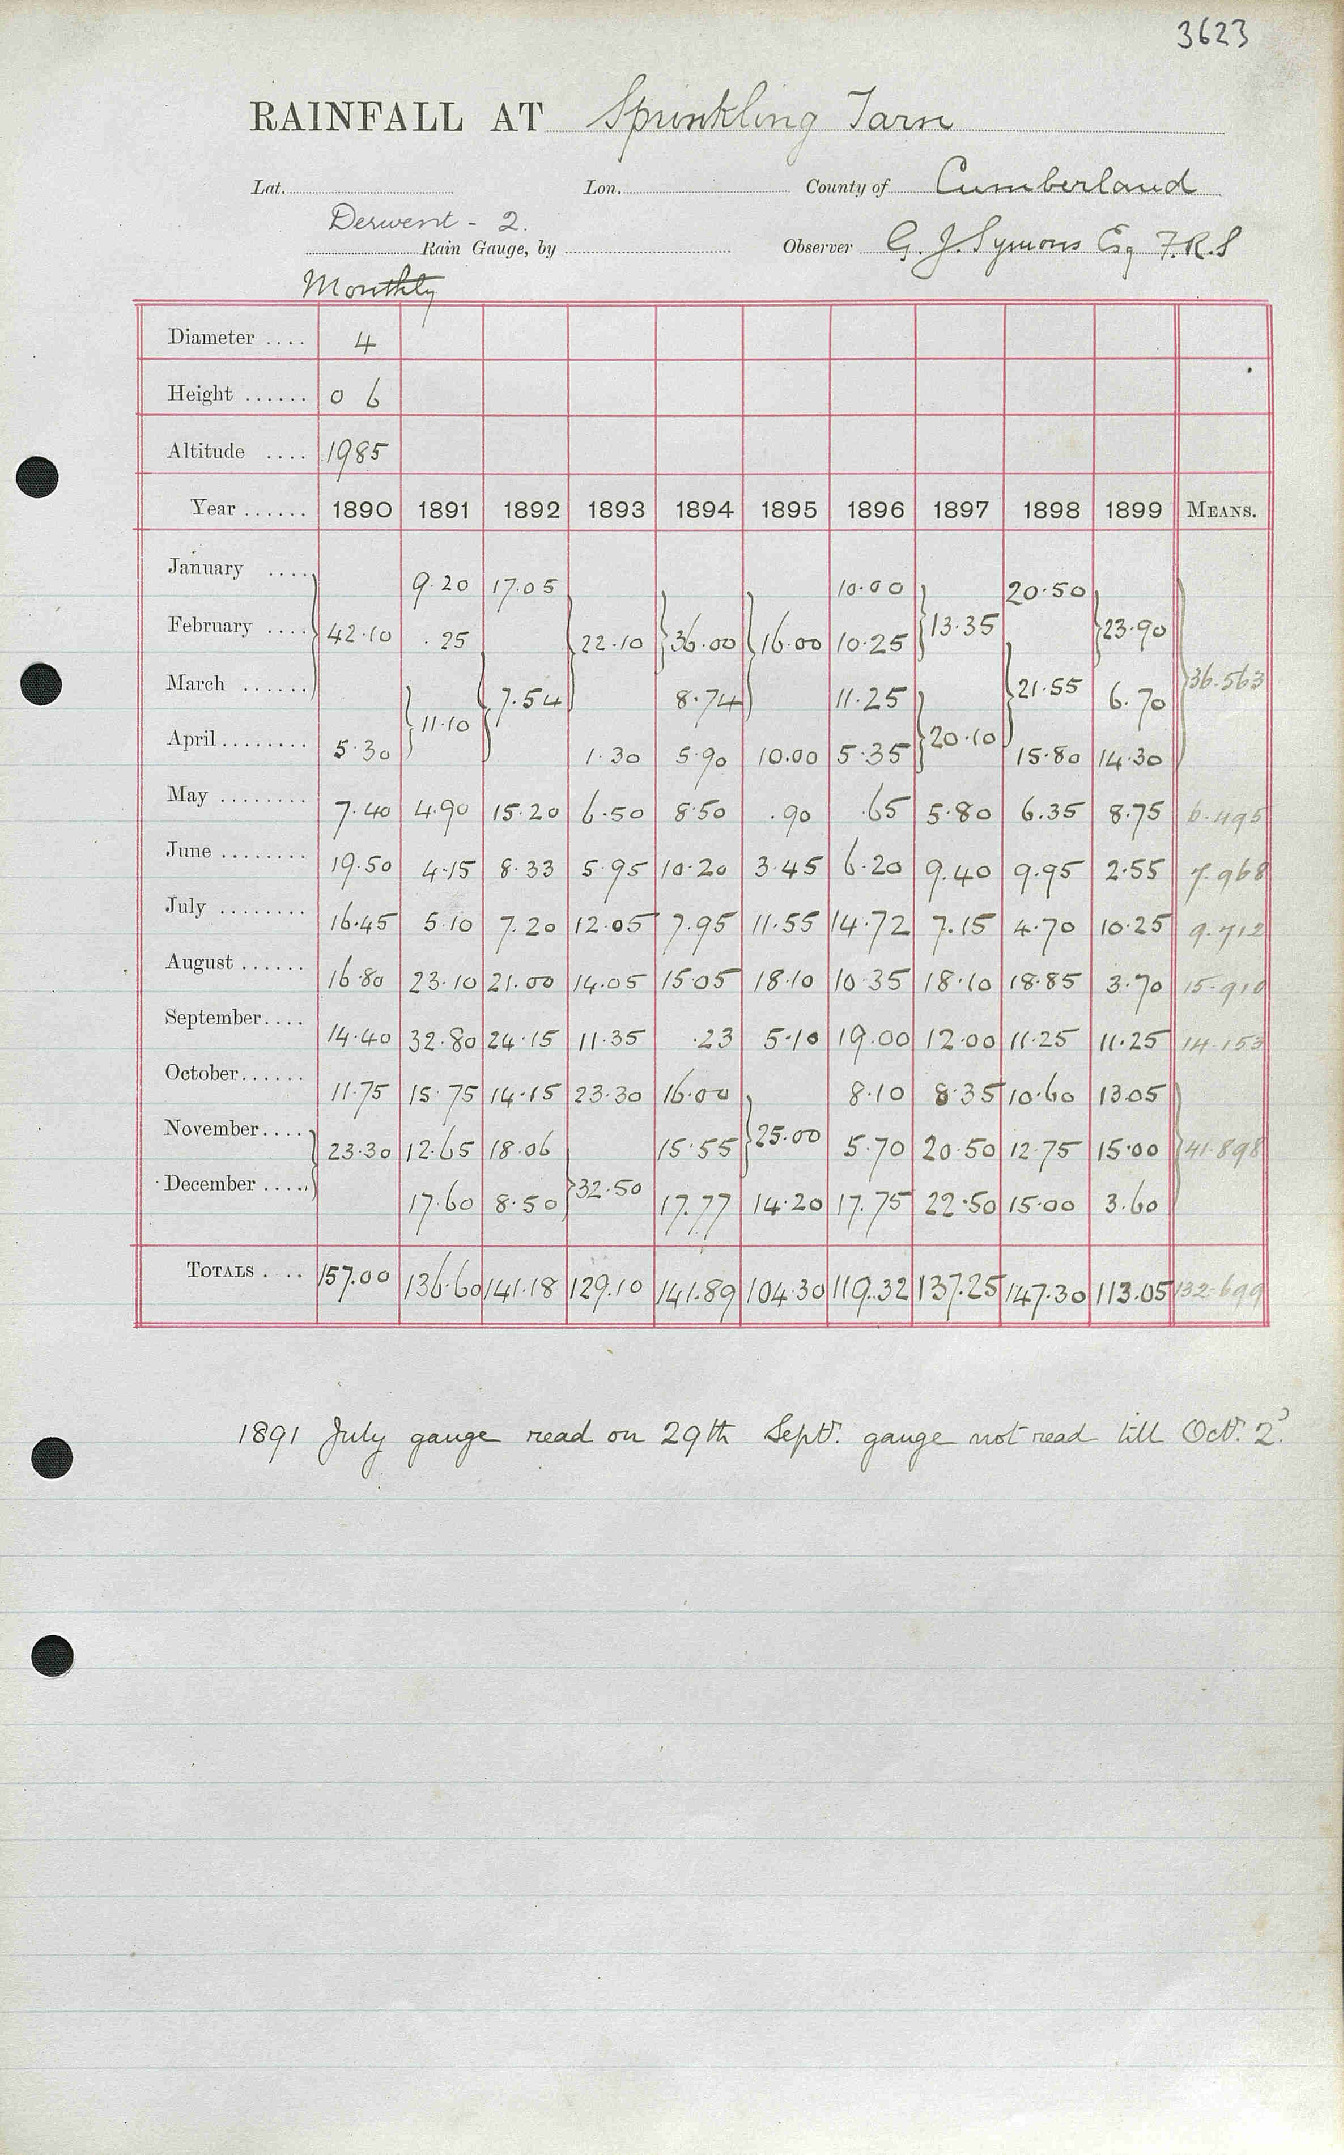 3623
RAINFALL AT Sprinkling Tarn
Lat. Lon. County of Cumberland
Derwent - 2.
Rain Gauge, by Observer G. J. Symons Esq F.R.S
Monthly
Diameter .... 4
Height ...... 0 6
Altitude .... 1985
Year ...... 1890 1891 1892 1893 1894 1895 1896 1897 1898 1899 MEANS.
January .... 9.20 17.05 10.00 20.50
February .... 42.10 .25 22.10 36.00 16.00 10.25 13.35 23.90
March ...... 7.54 8.74 11.25 21.55 6.70 36.563
April ........ 5.30 11.10 1.30 5.90 10.00 5.35 20.10 15.80 14.30
May ........ 7.40 4.90 15.20 6.50 8.50 .90 .65 5.80 6.35 8.75 6.495
June ........ 19.50 4.15 8.33 5.95 10.20 3.45 6.20 9.40 9.95 2.55 7.968
July ........ 16.45 5.10 7.20 12.05 7.95 11.55 14.72 7.15 4.70 10.25 9.712
August ...... 16.80 23.10 21.00 14.05 15.05 18.10 10.35 18.10 18.85 3.70 15.910
September.... 14.40 32.80 24.15 11.35 .23 5.10 19.00 12.00 11.25 11.25 14.153
October...... 11.75 15.75 14.15 23.30 16.00 8.10 8.35 10.60 13.05
November.... 23.30 12.65 18.06 15.55 25.00 5.70 20.50 12.75 15.00 41.898
December ..... 17.60 8.50 32.50 17.77 14.20 17.75 22.50 15.00 3.60
TOTALS .... 157.00 136.60 141.18 129.10 141.89 104.30 119.32 137.25 147.30 113.05 132.699
1891 July gauge read on 29th Sept. gauge not read till Oct. 2?